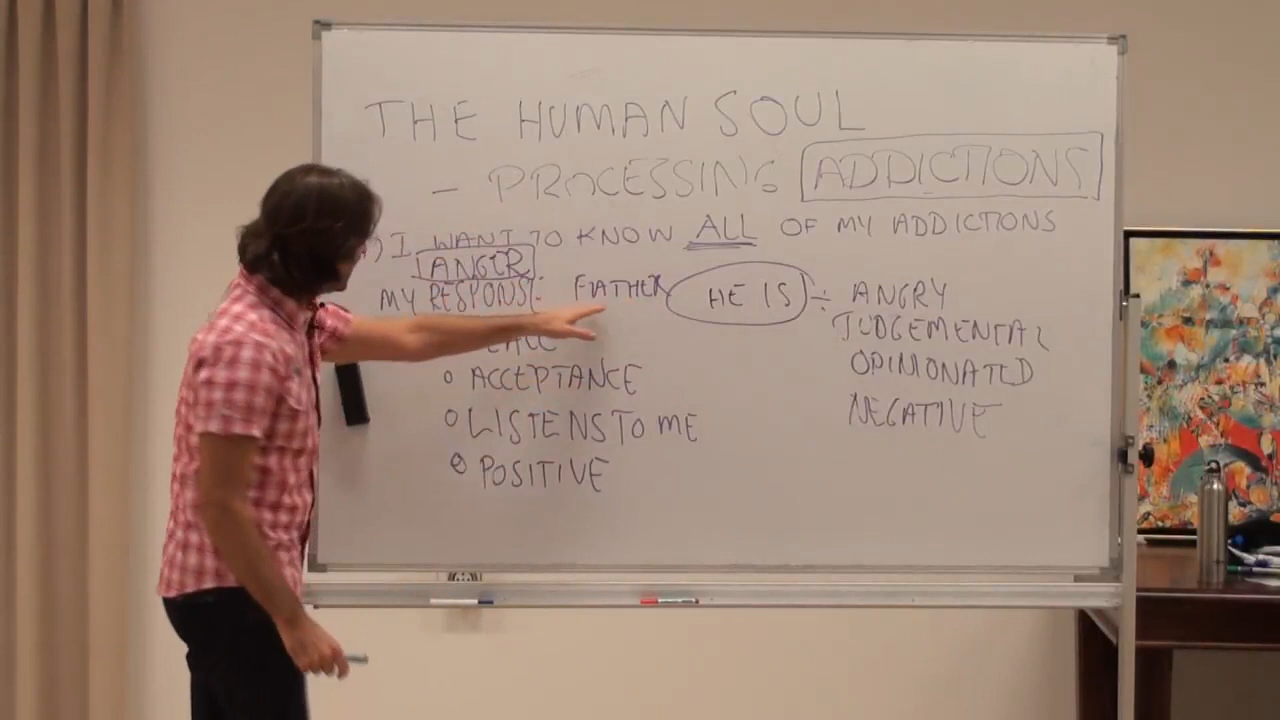 THE HUMAN SOUL
- PROCESSING ADDICTIONS
) I WANT TO KNOW ALL OF MY ADDICTIONS
ANGER
MY RESPONSE: FATHER HE IS ÷ ANGRY
JUDGEMENTAL
OPINIONATED
NEGATIVE
o ACCEPTANCE
o LISTENS TO ME
o POSITIVE